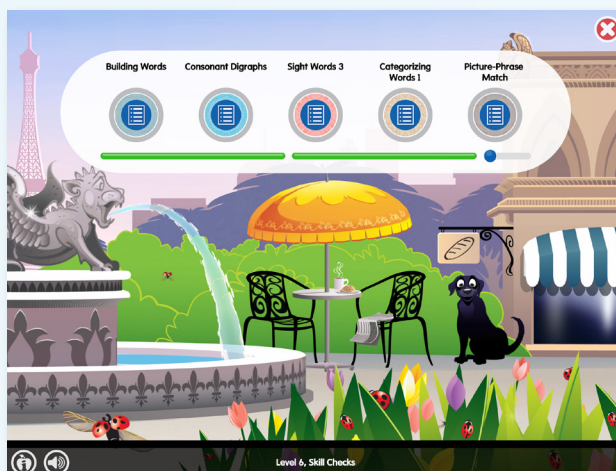 Building Words
Consonant Digraphs
Sight Words 3
Categorizing
Words 1
Picture-Phrase
Match
Level 6, Skill Checks